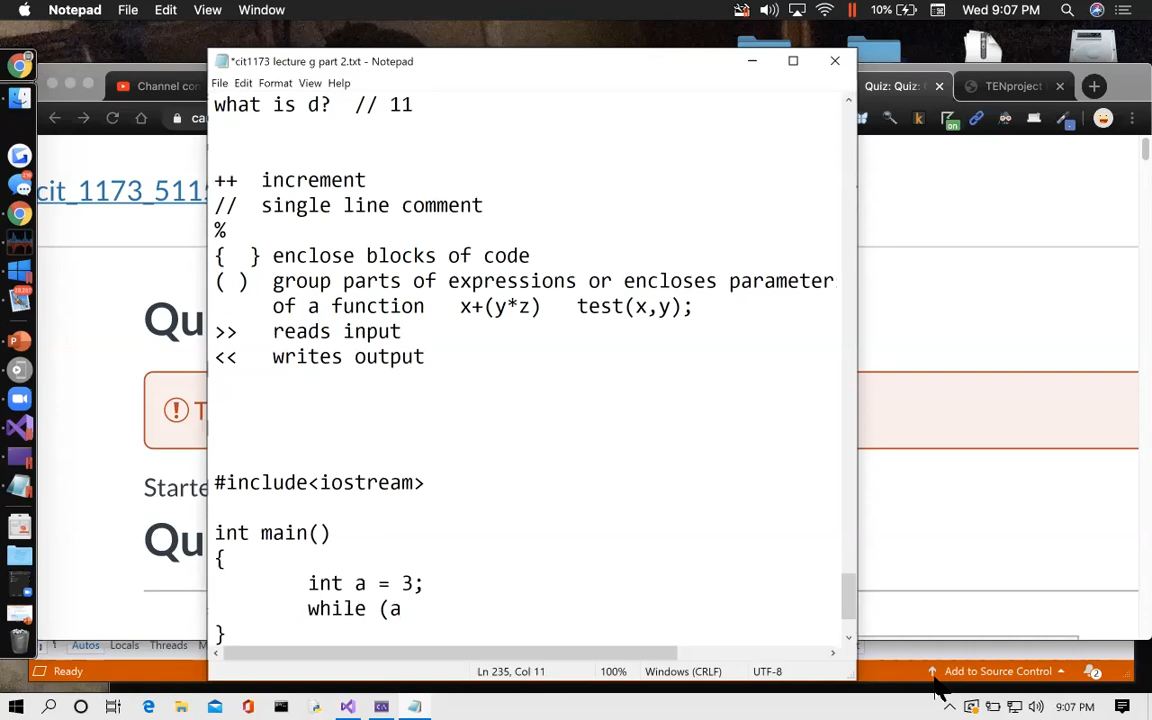 Notepad File Edit View Window 10% Wed 9:07 PM
*cit1173 lecture g part 2.txt - Notepad
Channel con Quiz: Quiz: TENproject
File Edit Format View Help
what is d?  // 11
cit_1173_511
++  increment
//  single line comment
%
{  } enclose blocks of code
( )  group parts of expressions or encloses parameter
of a function   x+(y*z)   test(x,y);
>>   reads input
<<   writes output
Qu
T
Starte
Qu
#include<iostream>
int main()
{
int a = 3;
while (a
}
Autos Locals Threads
Ln 235, Col 11 100% Windows (CRLF) UTF-8
Ready Add to Source Control 2
9:07 PM